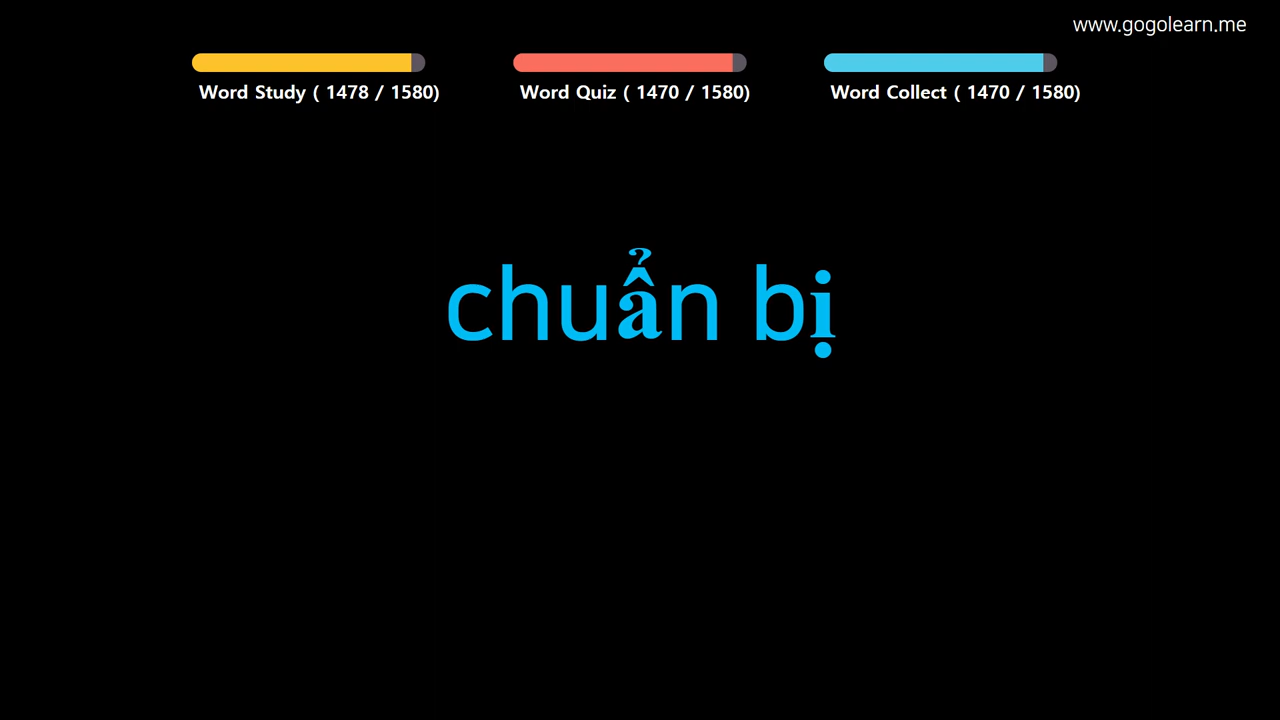 www.gogolearn.me
Word Study ( 1478 / 1580)
Word Quiz ( 1470 / 1580)
Word Collect ( 1470 / 1580)
chuẩn bị